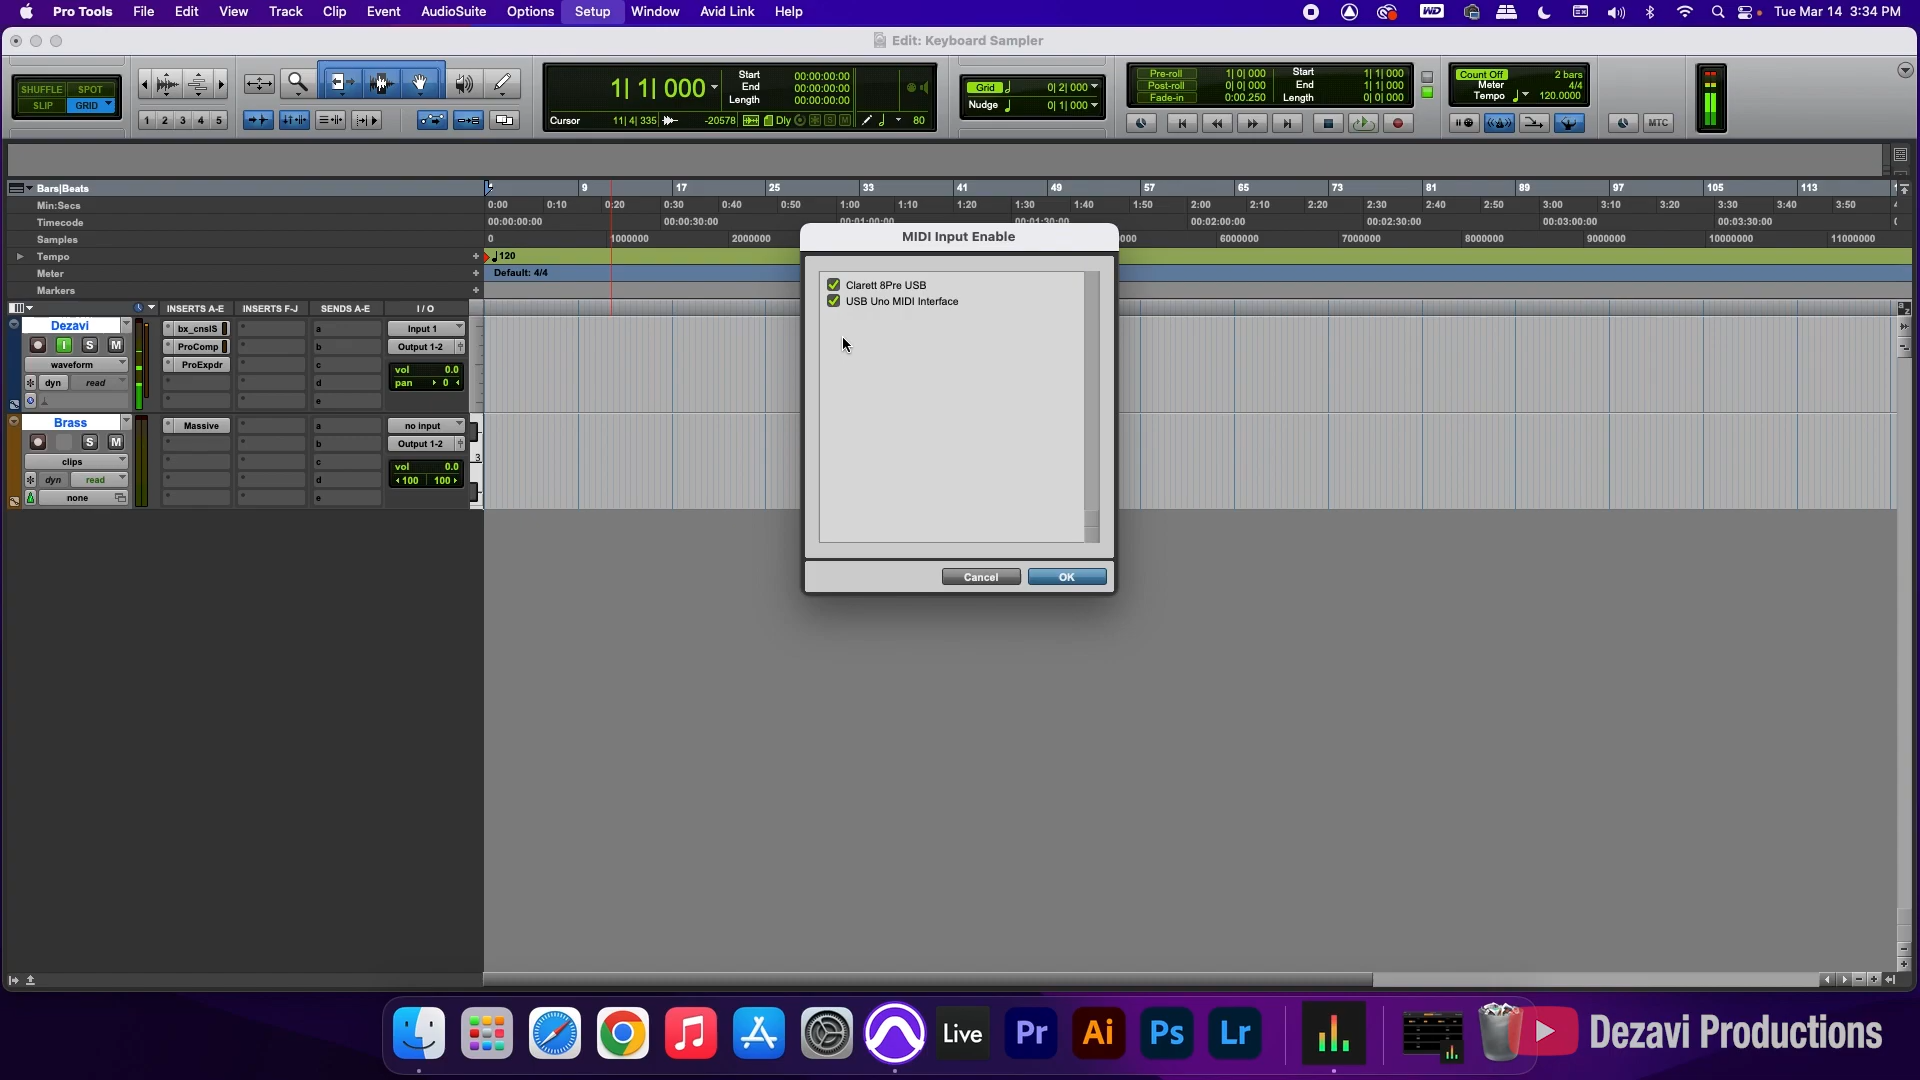 Pro Tools File Edit View Track Clip Event AudioSuite Options Setup Window Avid Link Help WD Tue Mar 14 3:34 PM
Edit: Keyboard Sampler
SHUFFLE SPOT
SLIP GRID
1 2 3 4 5
1| 1| 000
Start 00:00:00:00
End 00:00:00:00
Length 00:00:00:00
Cursor 11| 4| 335 -20578 Dly S M 80
Grid 0| 2| 000
Nudge 0| 1| 000
Pre-roll 1| 0| 000 Start 1| 1| 000
Post-roll 0| 0| 000 End 1| 1| 000
Fade-in 0:00.250 Length 0| 0| 000
Count Off 2 bars
Meter 4/4
Tempo 120.0000
MTC
Bars|Beats 9 17 25 33 41 49 57 65 73 81 89 97 105 113
Min:Secs 0:00 0:10 0:20 0:30 0:40 0:50 1:00 1:10 1:20 1:30 1:40 1:50 2:00 2:10 2:20 2:30 2:40 2:50 3:00 3:10 3:20 3:30 3:40 3:50
Timecode 00:00:00:00 00:00:30:00 00:01:00:00 00:01:30:00 00:02:00:00 00:02:30:00 00:03:00:00 00:03:30:00
Samples 0 1000000 2000000 000 6000000 7000000 8000000 9000000 10000000 11000000
Tempo 120
Meter Default: 4/4
Markers
MIDI Input Enable
Clarett 8Pre USB
USB Uno MIDI Interface
Cancel OK
INSERTS A-E INSERTS F-J SENDS A-E I / O
Dezavi bx_cnslS a Input 1
I S M ProComp b Output 1-2
waveform ProExpdr c vol 0.0
dyn read d pan 0
e
Brass Massive a no input
S M b Output 1-2
clips c vol 0.0
dyn read d 100 100
none e
3
Live Pr Ai Ps Lr Dezavi Productions